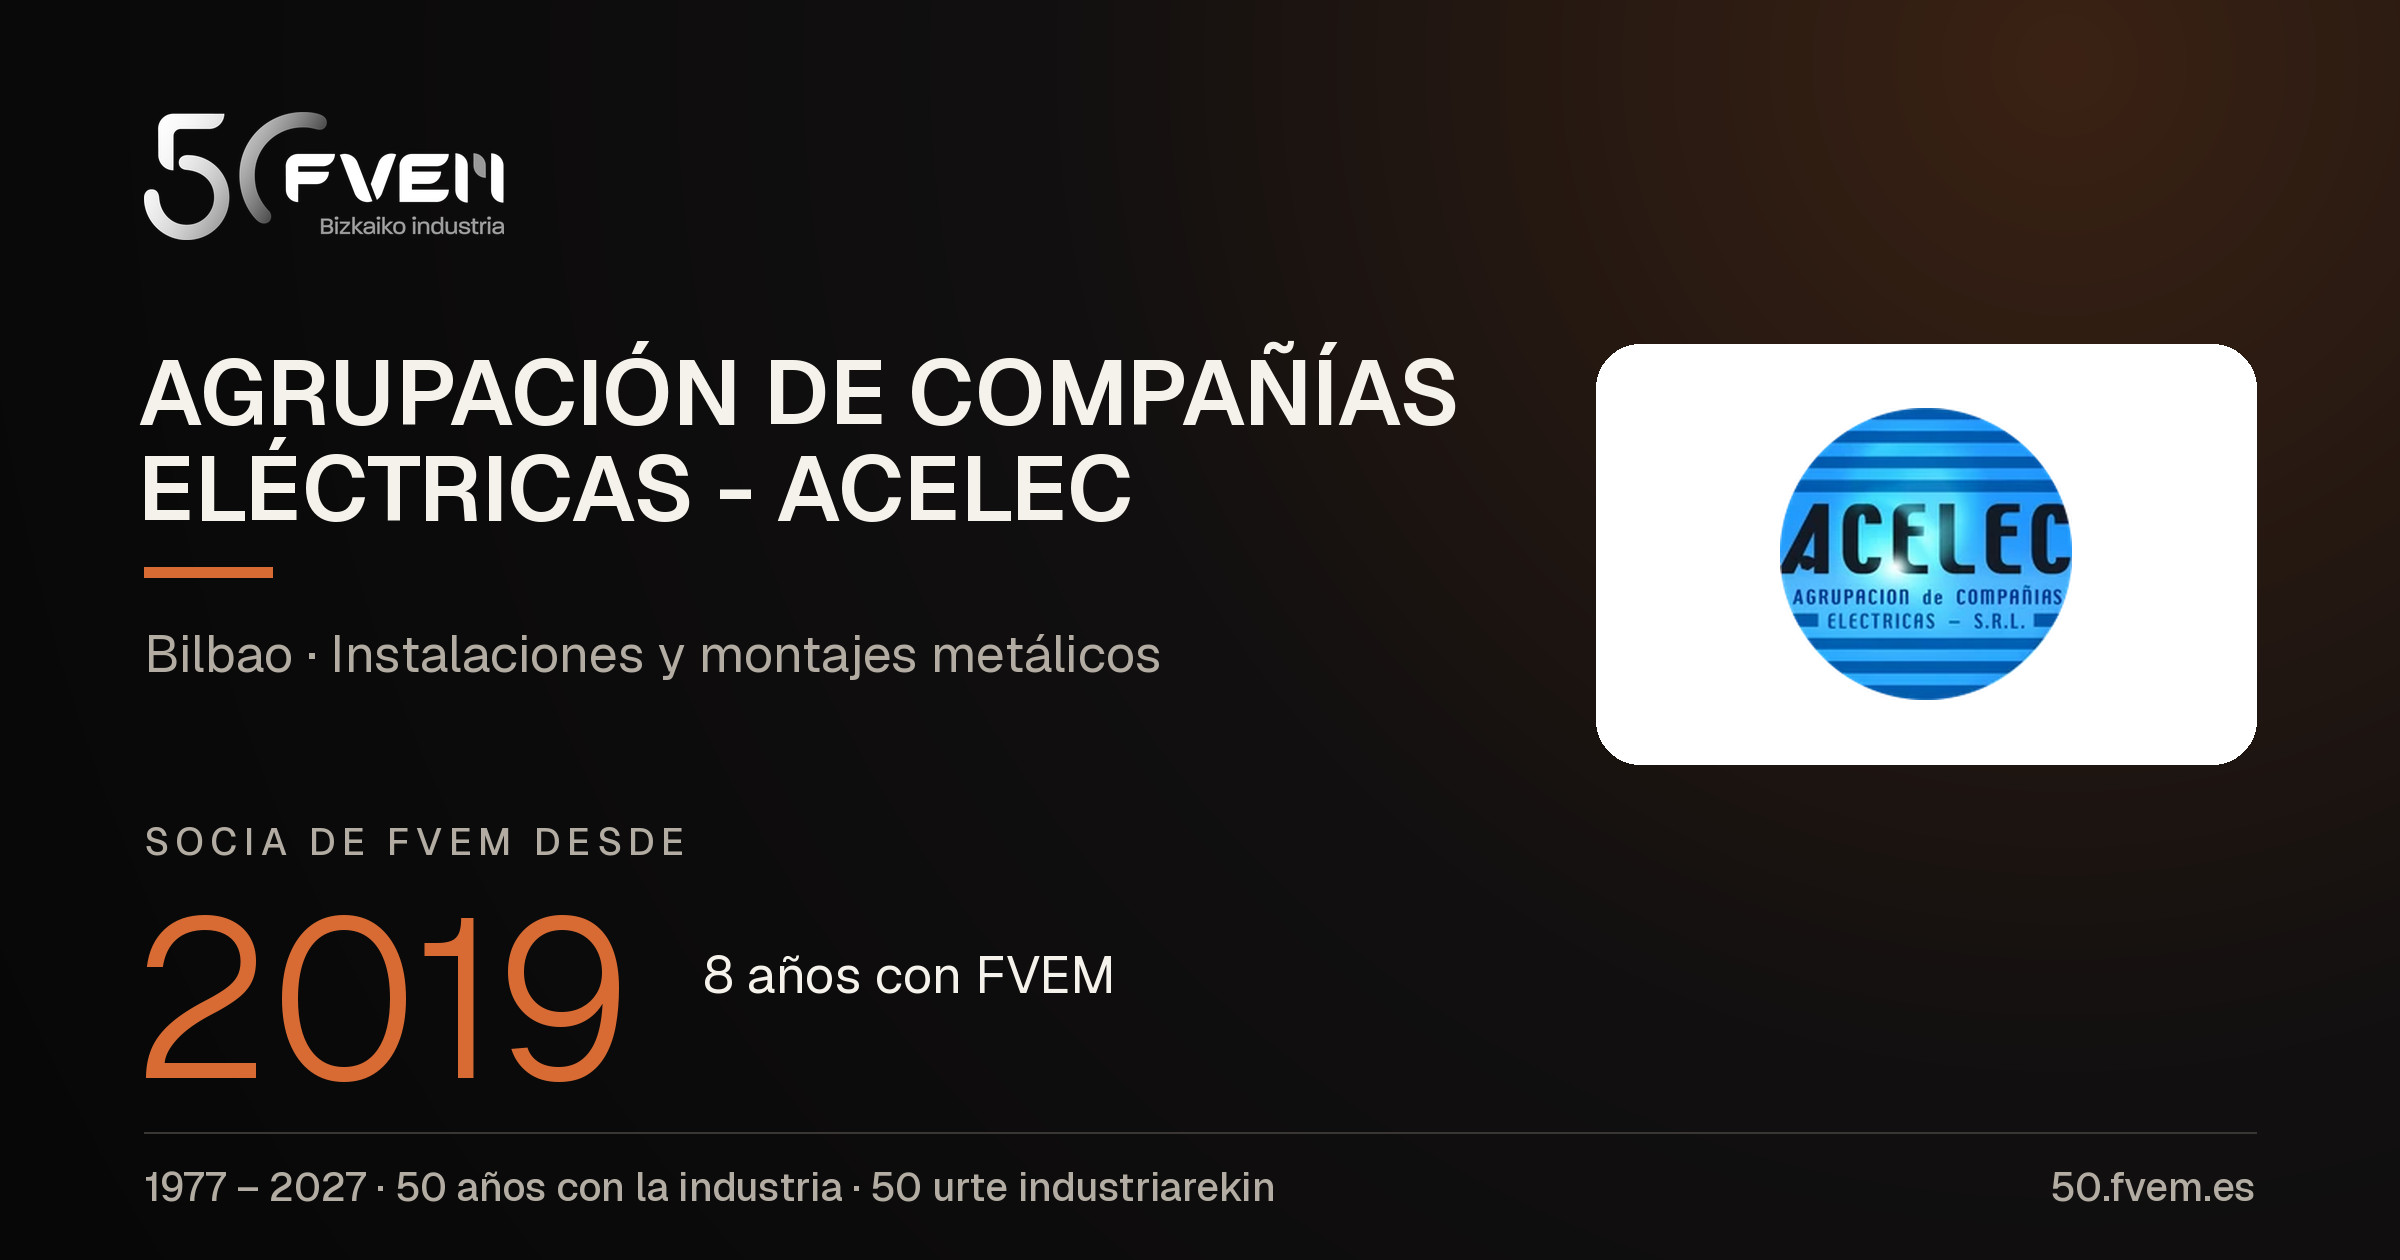 50 FVEM
Bizkaiko industria
AGRUPACIÓN DE COMPAÑÍAS
ELÉCTRICAS - ACELEC
ACELEC
AGRUPACION de COMPAÑIAS
ELECTRICAS - S.R.L.
Bilbao · Instalaciones y montajes metálicos
SOCIA DE FVEM DESDE
2019
8 años con FVEM
1977 – 2027 · 50 años con la industria · 50 urte industriarekin
50.fvem.es